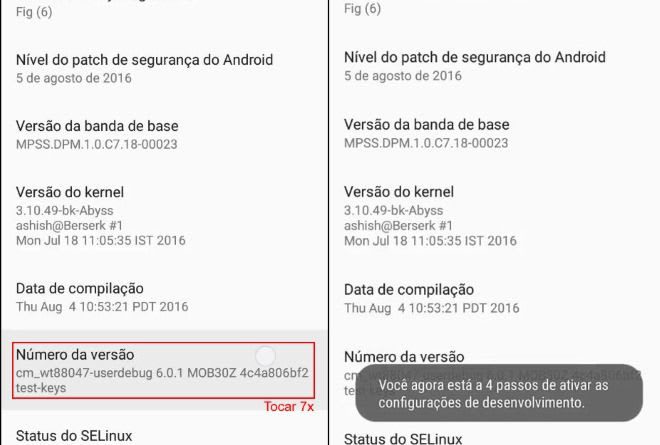 Fig (6)
Nível do patch de segurança do Android
5 de agosto de 2016
Versão da banda de base
MPSS.DPM.1.0.C7.18-00023
Versão do kernel
3.10.49-bk-Abyss
ashish@Berserk #1
Mon Jul 18 11:05:35 IST 2016
Data de compilação
Thu Aug 4 10:53:21 PDT 2016
Número da versão
cm_wt88047-userdebug 6.0.1 MOB30Z 4c4a806bf2
test-keys
Tocar 7x
Status do SELinux
Fig (6)
Nível do patch de segurança do Android
5 de agosto de 2016
Versão da banda de base
MPSS.DPM.1.0.C7.18-00023
Versão do kernel
3.10.49-bk-Abyss
ashish@Berserk #1
Mon Jul 18 11:05:35 IST 2016
Data de compilação
Thu Aug 4 10:53:21 PDT 2016
Número da versão
Você agora está a 4 passos de ativar as
configurações de desenvolvimento.
Status do SELinux